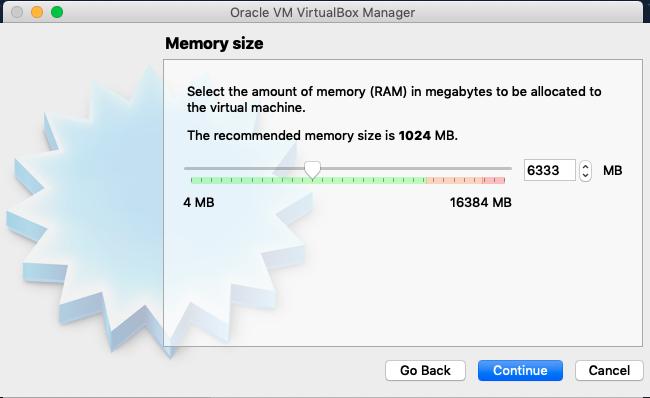 Oracle VM VirtualBox Manager
Memory size
Select the amount of memory (RAM) in megabytes to be allocated to
the virtual machine.
The recommended memory size is 1024 MB.
6333 MB
4 MB 16384 MB
Go Back Continue Cancel